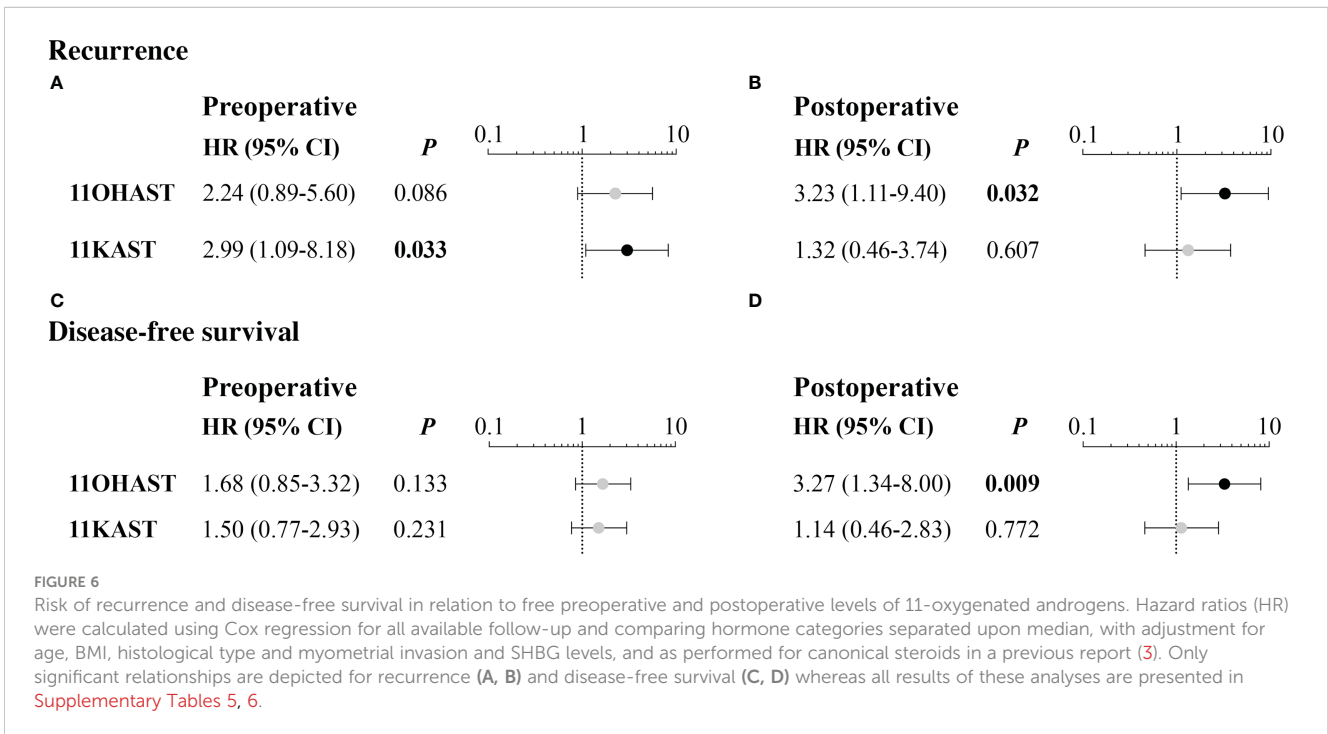 Recurrence
A
Preoperative
HR (95% CI) P 0.1 1 10
11OHAST 2.24 (0.89-5.60) 0.086
11KAST 2.99 (1.09-8.18) 0.033
B
Postoperative
HR (95% CI) P 0.1 1 10
3.23 (1.11-9.40) 0.032
1.32 (0.46-3.74) 0.607
C
Disease-free survival
Preoperative
HR (95% CI) P 0.1 1 10
11OHAST 1.68 (0.85-3.32) 0.133
11KAST 1.50 (0.77-2.93) 0.231
D
Postoperative
HR (95% CI) P 0.1 1 10
3.27 (1.34-8.00) 0.009
1.14 (0.46-2.83) 0.772
FIGURE 6
Risk of recurrence and disease-free survival in relation to free preoperative and postoperative levels of 11-oxygenated androgens. Hazard ratios (HR)
were calculated using Cox regression for all available follow-up and comparing hormone categories separated upon median, with adjustment for
age, BMI, histological type and myometrial invasion and SHBG levels, and as performed for canonical steroids in a previous report (3). Only
significant relationships are depicted for recurrence (A, B) and disease-free survival (C, D) whereas all results of these analyses are presented in
Supplementary Tables 5, 6.